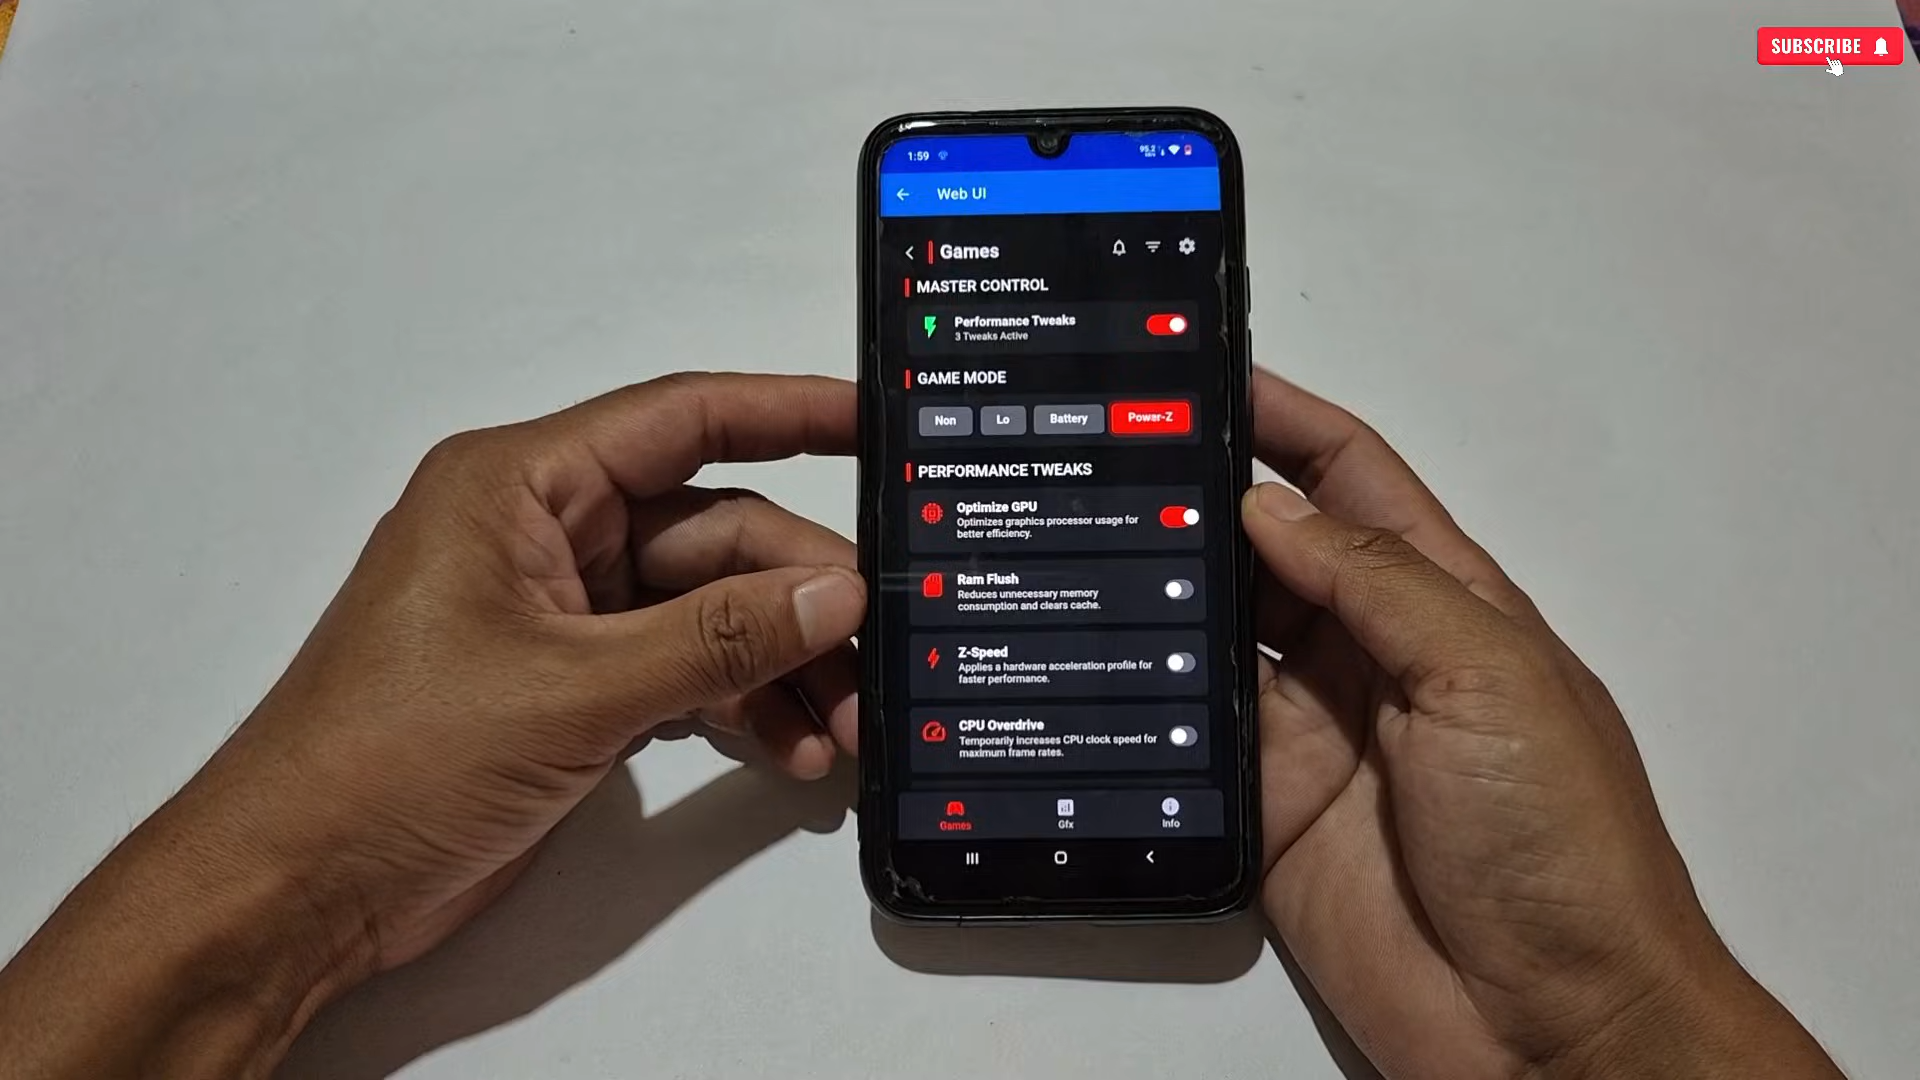 SUBSCRIBE
1:59
95.2
Web UI
Games
MASTER CONTROL
Performance Tweaks
3 Tweaks Active
GAME MODE
Non
Lo
Battery
Power-Z
PERFORMANCE TWEAKS
Optimize GPU
Optimizes graphics processor usage for
better efficiency.
Ram Flush
Reduces unnecessary memory
consumption and clears cache.
Z-Speed
Applies a hardware acceleration profile for
faster performance.
CPU Overdrive
Temporarily increases CPU clock speed for
maximum frame rates.
Games
Gfx
Info